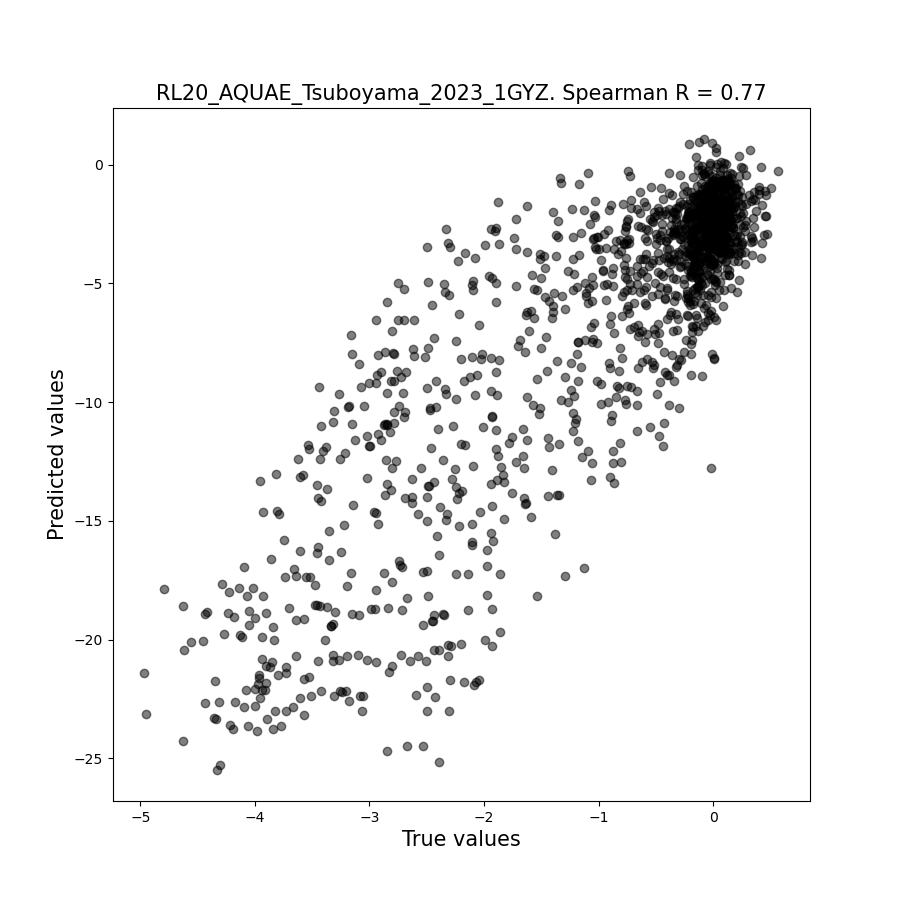 RL20_AQUAE_Tsuboyama_2023_1GYZ. Spearman R = 0.77
0
−5
−10
−15
−20
−25
Predicted values
−5 −4 −3 −2 −1 0
True values